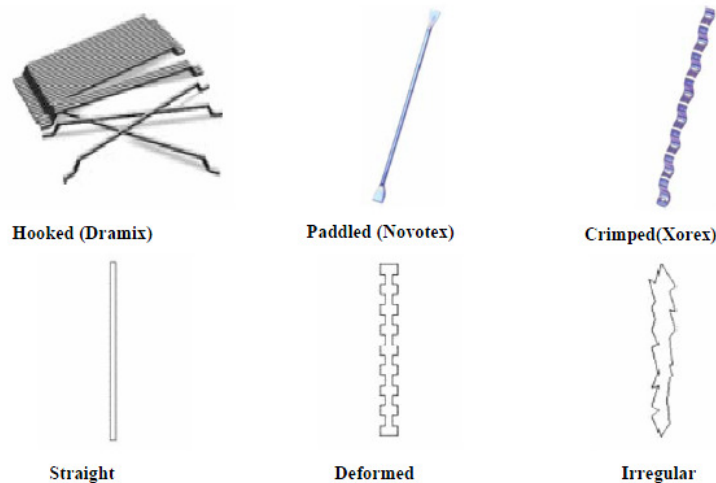 Hooked (Dramix)
Paddled (Novotex)
Crimped(Xorex)
Straight
Deformed
Irregular